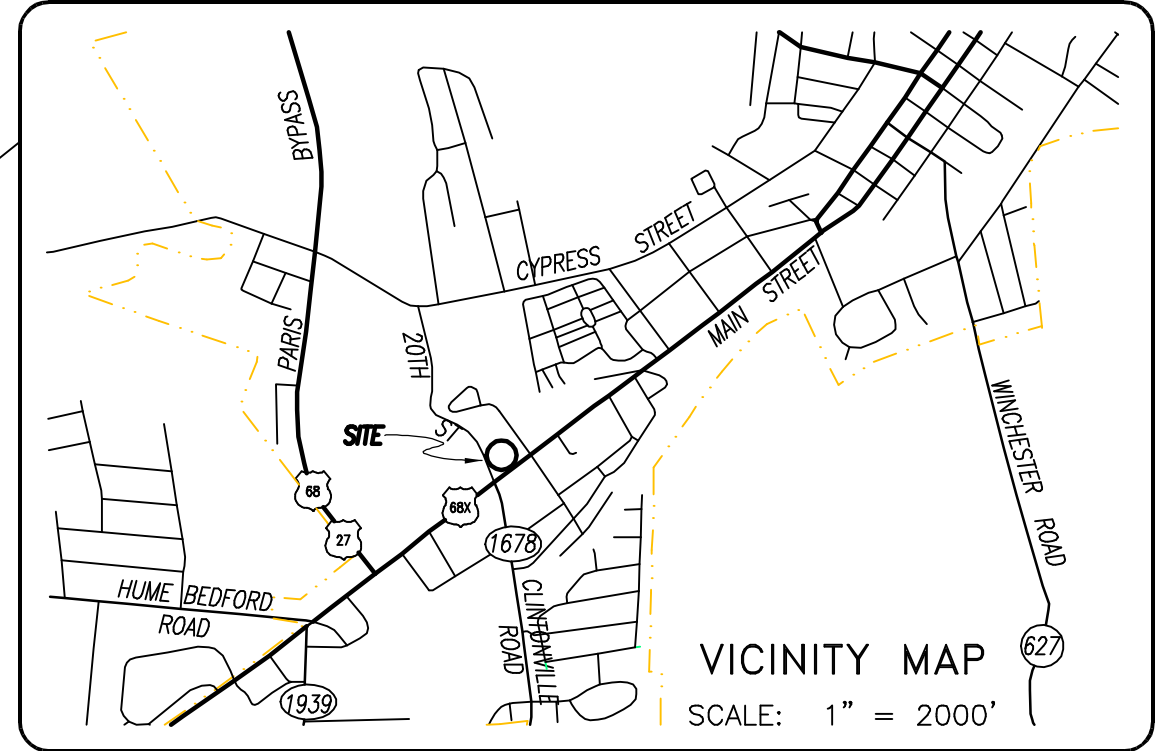 BYPASS
CYPRESS STREET
MAIN STREET
PARIS
20TH
ST
SITE
68
68X
27
1678
WINCHESTER ROAD
HUME BEDFORD
ROAD
CLINTONVILLE
ROAD
1939
627
VICINITY MAP
SCALE: 1" = 2000'